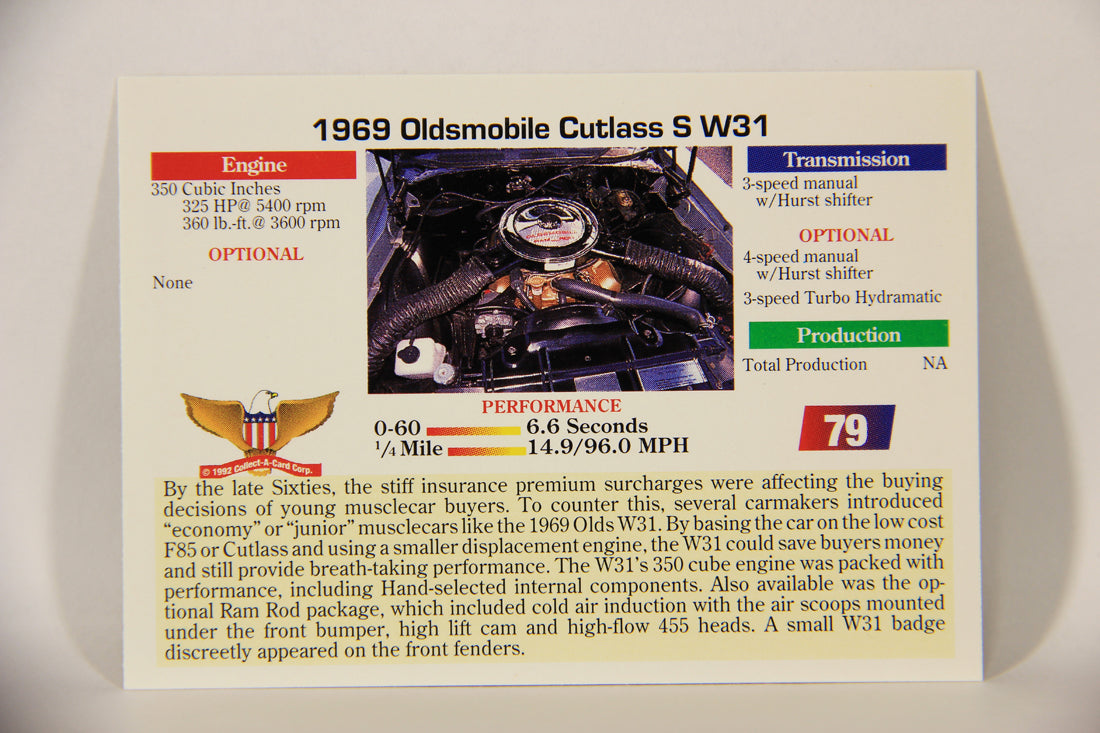 1969 Oldsmobile Cutlass S W31
Engine
350 Cubic Inches
325 HP@ 5400 rpm
360 lb.-ft.@ 3600 rpm
OPTIONAL
None
OLDSMOBILE
Transmission
3-speed manual
w/Hurst shifter
OPTIONAL
4-speed manual
w/Hurst shifter
3-speed Turbo Hydramatic
Production
Total Production NA
PERFORMANCE
0-60 6.6 Seconds
1/4 Mile 14.9/96.0 MPH
79
© 1992 Collect-A-Card Corp.
By the late Sixties, the stiff insurance premium surcharges were affecting the buying
decisions of young musclecar buyers. To counter this, several carmakers introduced
“economy” or “junior” musclecars like the 1969 Olds W31. By basing the car on the low cost
F85 or Cutlass and using a smaller displacement engine, the W31 could save buyers money
and still provide breath-taking performance. The W31’s 350 cube engine was packed with
performance, including Hand-selected internal components. Also available was the op-
tional Ram Rod package, which included cold air induction with the air scoops mounted
under the front bumper, high lift cam and high-flow 455 heads. A small W31 badge
discreetly appeared on the front fenders.